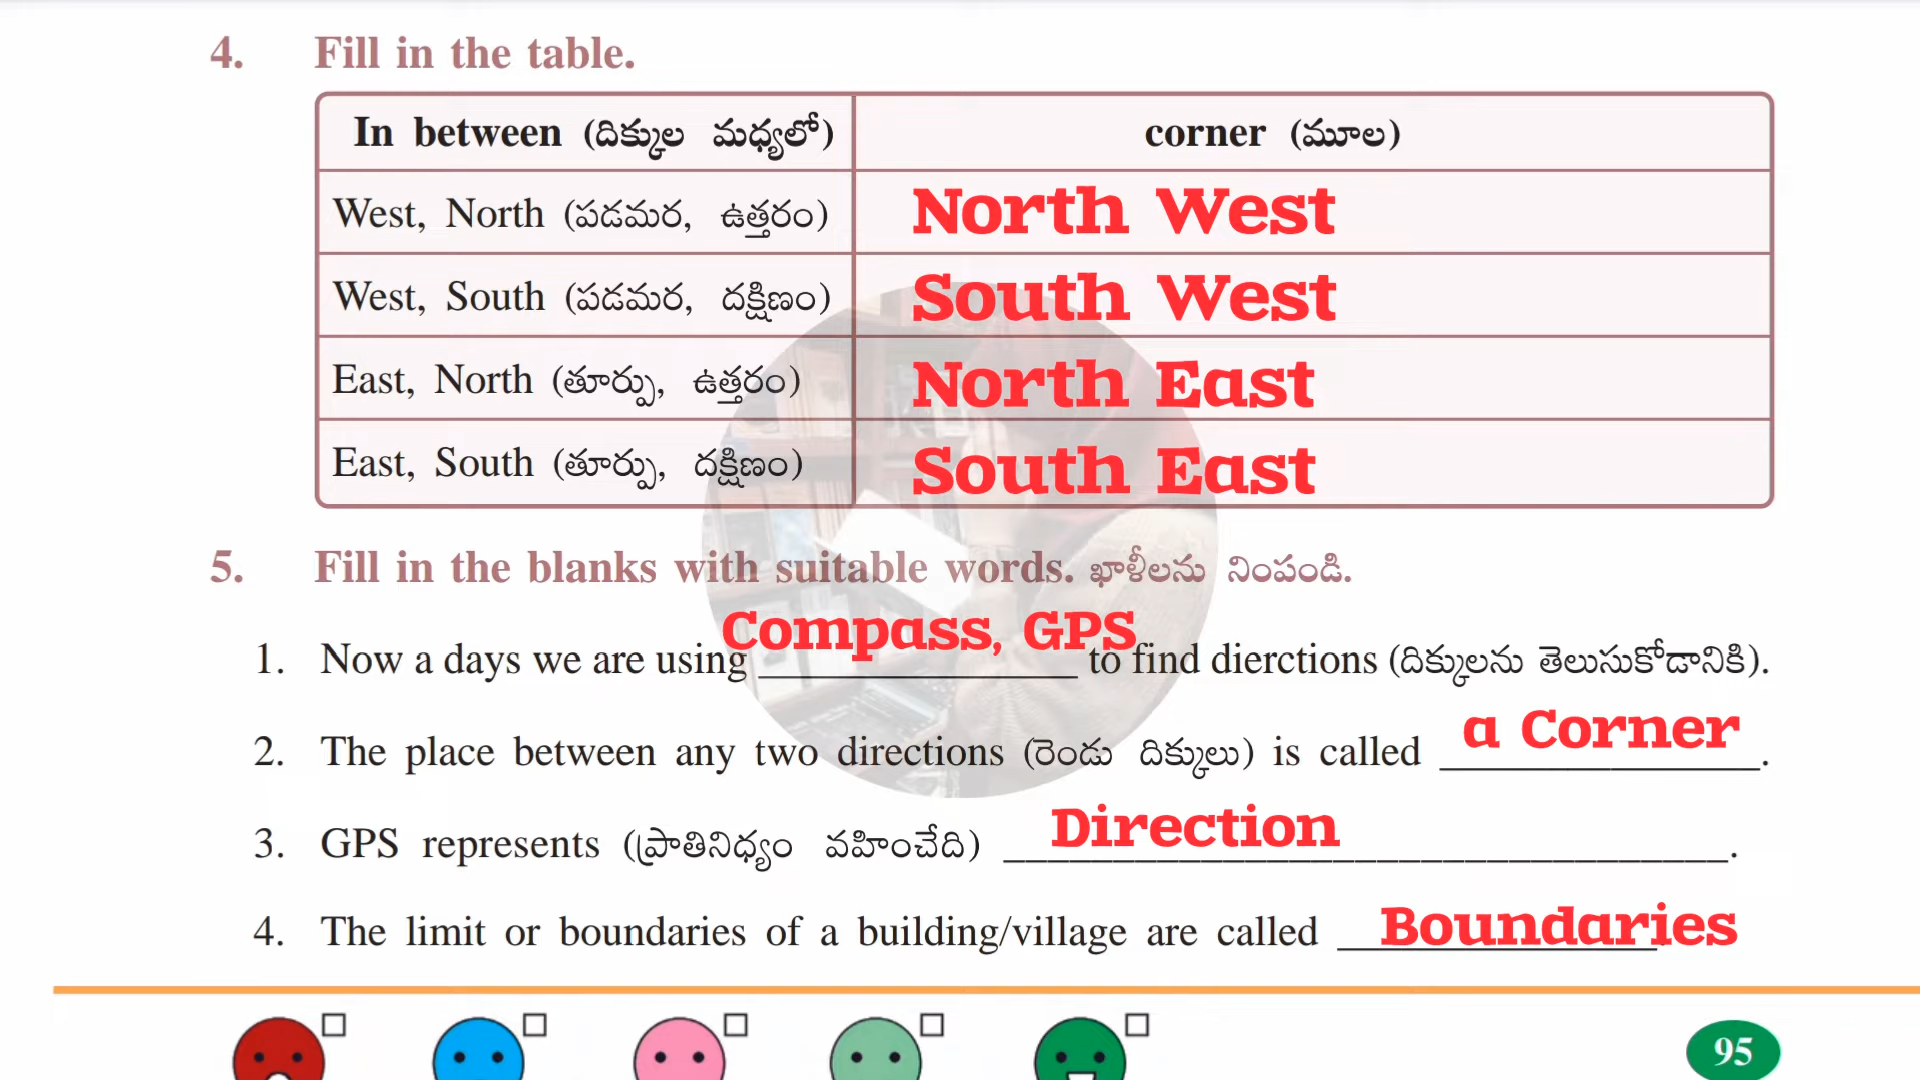 4. Fill in the table.
In between (దిక్కుల మధ్యలో) corner (మూల)
West, North (పడమర, ఉత్తరం) North West
West, South (పడమర, దక్షిణం) South West
East, North (తూర్పు, ఉత్తరం) North East
East, South (తూర్పు, దక్షిణం) South East
5. Fill in the blanks with suitable words. ఖాళీలను నింపండి.
Compass, GPS
1. Now a days we are using _______________ to find dierctions (దిక్కులను తెలుసుకోడానికి).
a Corner
2. The place between any two directions (రెండు దిక్కులు) is called _______________.
Direction
3. GPS represents (ప్రాతినిధ్యం వహించేది) _______________.
4. The limit or boundaries of a building/village are called Boundaries
95